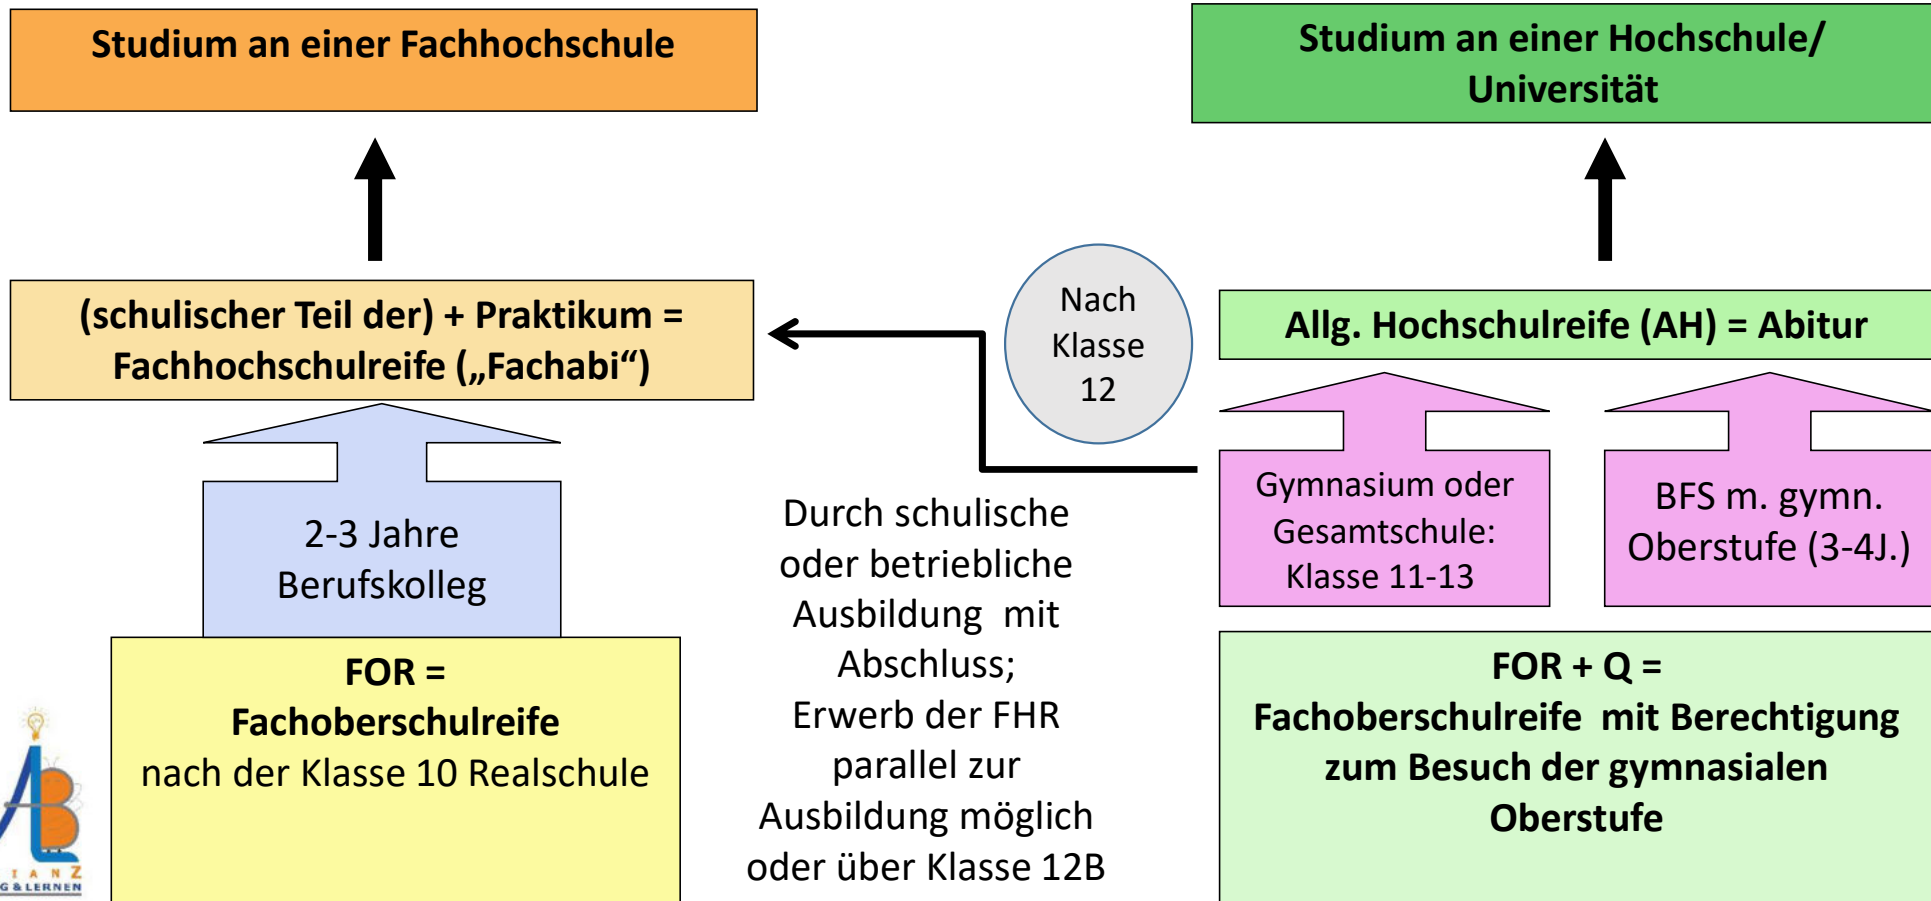 Studium an einer Fachhochschule
Studium an einer Hochschule/
Universität
(schulischer Teil der) + Praktikum =
Fachhochschulreife („Fachabi“)
Nach
Klasse
12
Allg. Hochschulreife (AH) = Abitur
2-3 Jahre
Berufskolleg
Durch schulische
oder betriebliche
Ausbildung mit
Abschluss;
Erwerb der FHR
parallel zur
Ausbildung möglich
oder über Klasse 12B
Gymnasium oder
Gesamtschule:
Klasse 11-13
BFS m. gymn.
Oberstufe (3-4J.)
FOR =
Fachoberschulreife
nach der Klasse 10 Realschule
FOR + Q =
Fachoberschulreife mit Berechtigung
zum Besuch der gymnasialen
Oberstufe
I A N Z
G & LERNEN